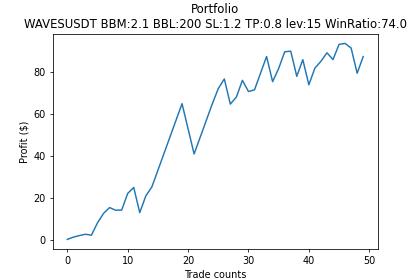 Portfolio
WAVESUSDT BBM:2.1 BBL:200 SL:1.2 TP:0.8 lev:15 WinRatio:74.0
Profit ($)
80
60
40
20
0
0 10 20 30 40 50
Trade counts